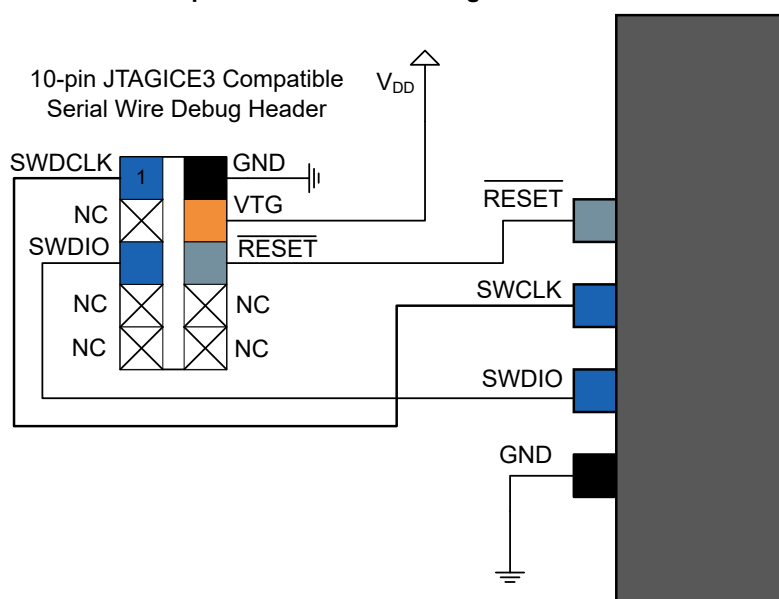 10-pin JTAGICE3 Compatible
Serial Wire Debug Header
VDD
SWDCLK
1
GND
NC
VTG
SWDIO
RESET
NC
NC
NC
NC
RESET
SWCLK
SWDIO
GND